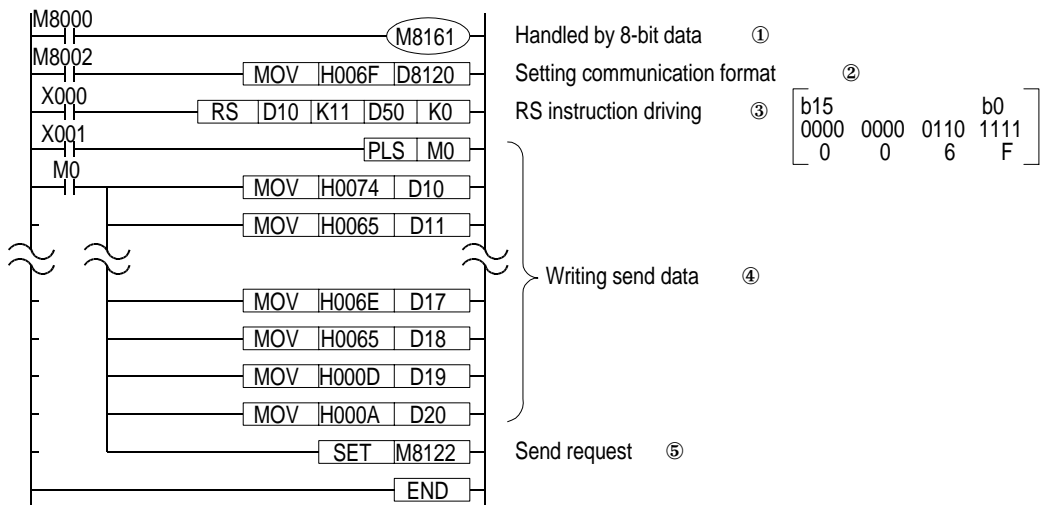 M8000
M8161 Handled by 8-bit data ①
M8002
MOV H006F D8120 Setting communication format ②
X000
RS D10 K11 D50 K0 RS instruction driving ③
b15 b0
0000 0000 0110 1111
0 0 6 F
X001
PLS M0
M0
MOV H0074 D10
MOV H0065 D11
Writing send data ④
MOV H006E D17
MOV H0065 D18
MOV H000D D19
MOV H000A D20
SET M8122 Send request ⑤
END